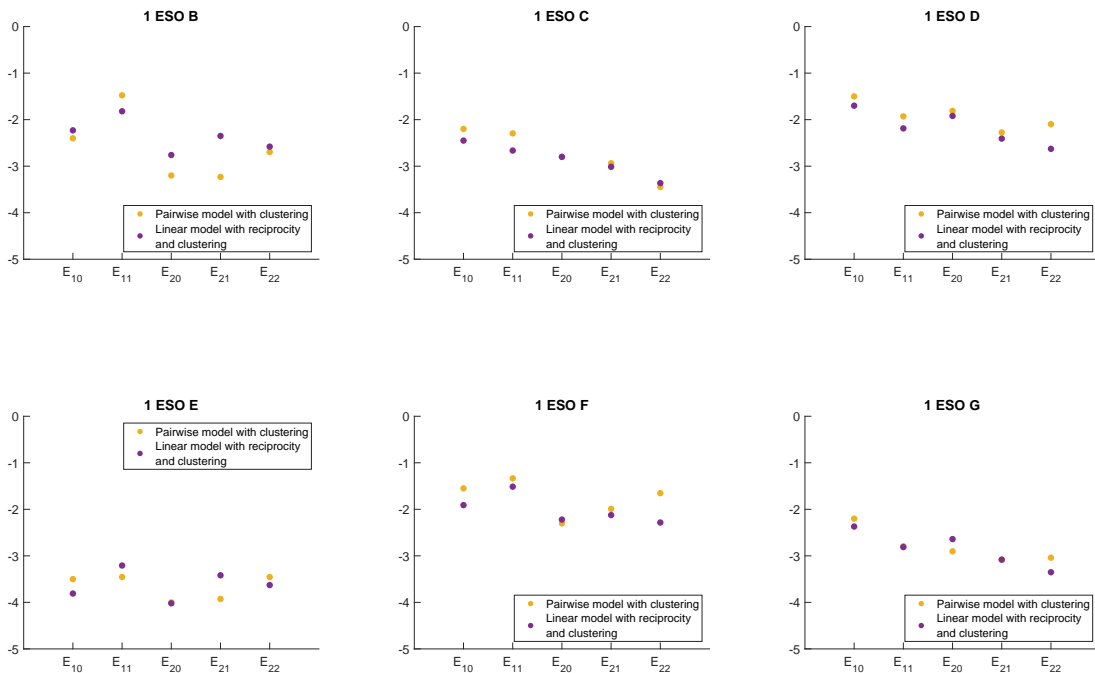 1 ESO B
0
-1
-2
-3
-4
-5
Pairwise model with clustering
Linear model with reciprocity
and clustering
E10 E11 E20 E21 E22
1 ESO C
0
-1
-2
-3
-4
-5
Pairwise model with clustering
Linear model with reciprocity
and clustering
E10 E11 E20 E21 E22
1 ESO D
0
-1
-2
-3
-4
-5
Pairwise model with clustering
Linear model with reciprocity
and clustering
E10 E11 E20 E21 E22
1 ESO E
0
-1
-2
-3
-4
-5
Pairwise model with clustering
Linear model with reciprocity
and clustering
E10 E11 E20 E21 E22
1 ESO F
0
-1
-2
-3
-4
-5
Pairwise model with clustering
Linear model with reciprocity
and clustering
E10 E11 E20 E21 E22
1 ESO G
0
-1
-2
-3
-4
-5
Pairwise model with clustering
Linear model with reciprocity
and clustering
E10 E11 E20 E21 E22